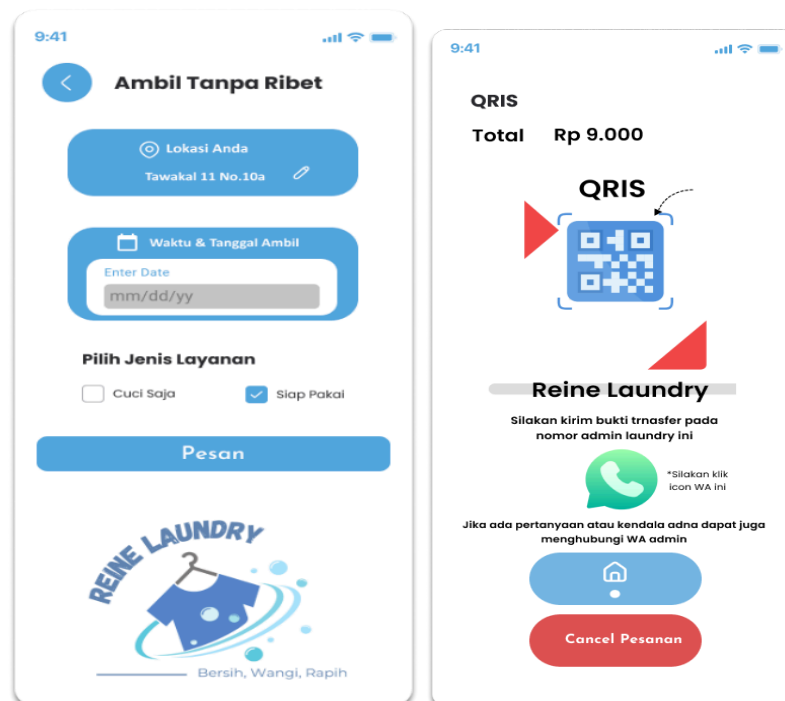 9:41
Ambil Tanpa Ribet
Lokasi Anda
Tawakal 11 No.10a
Waktu & Tanggal Ambil
Enter Date
mm/dd/yy
Pilih Jenis Layanan
Cuci Saja
Siap Pakai
Pesan
REINE LAUNDRY
Bersih, Wangi, Rapih
9:41
QRIS
Total Rp 9.000
QRIS
Reine Laundry
Silakan kirim bukti trnasfer pada
nomor admin laundry ini
*Silakan klik
icon WA ini
Jika ada pertanyaan atau kendala adna dapat juga
menghubungi WA admin
Cancel Pesanan